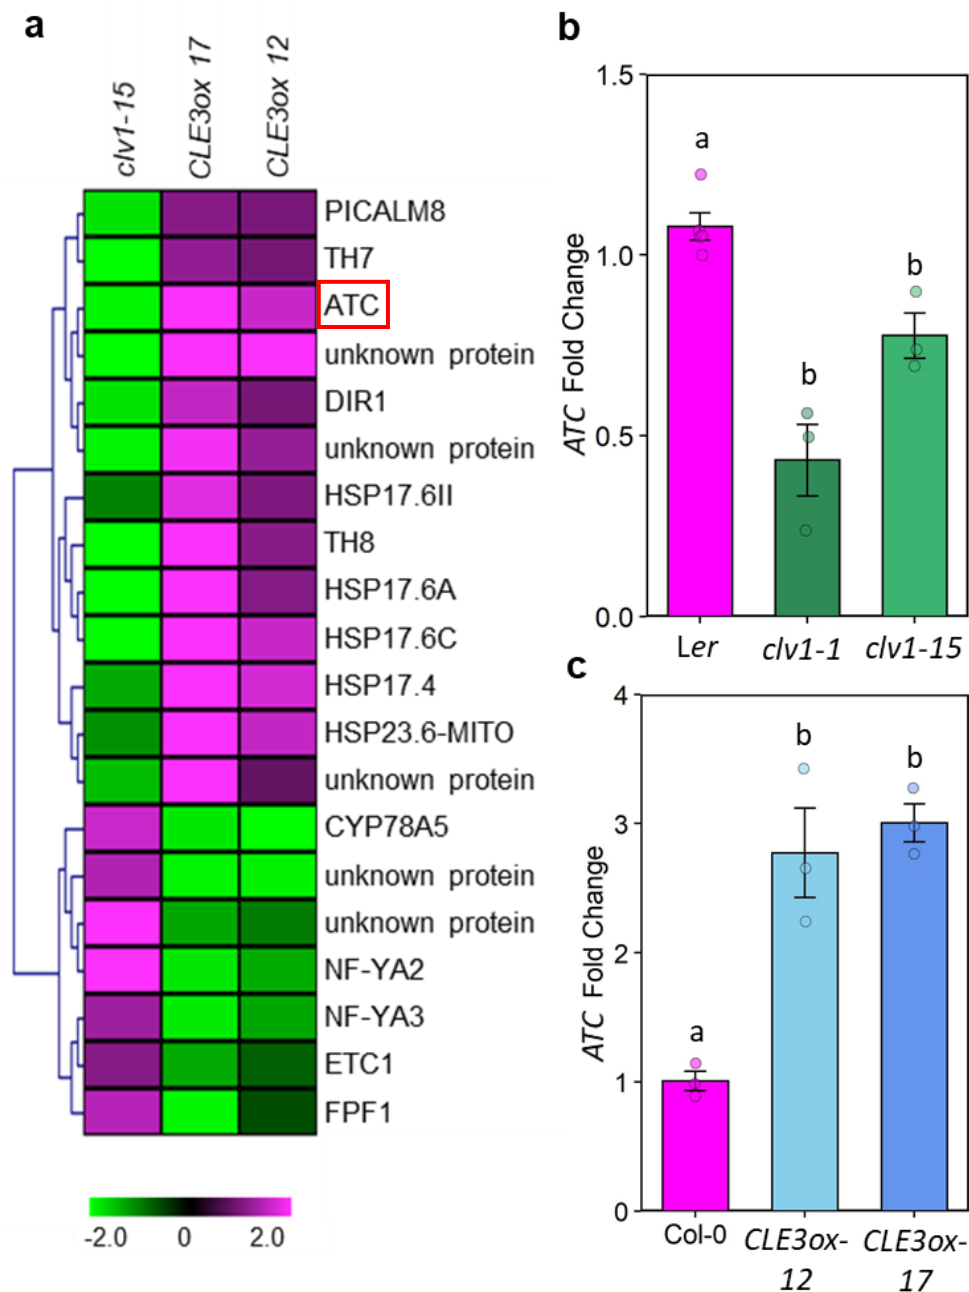 a
clv1-15
CLE3ox 17
CLE3ox 12
PICALM8
TH7
ATC
unknown protein
DIR1
unknown protein
HSP17.6II
TH8
HSP17.6A
HSP17.6C
HSP17.4
HSP23.6-MITO
unknown protein
CYP78A5
unknown protein
unknown protein
NF-YA2
NF-YA3
ETC1
FPF1
-2.0 0 2.0
b
ATC Fold Change
1.5
1.0
0.5
0.0
a
b
b
Ler clv1-1 clv1-15
c
ATC Fold Change
4
3
2
1
0
a
b
b
Col-0 CLE3ox- CLE3ox-
12 17